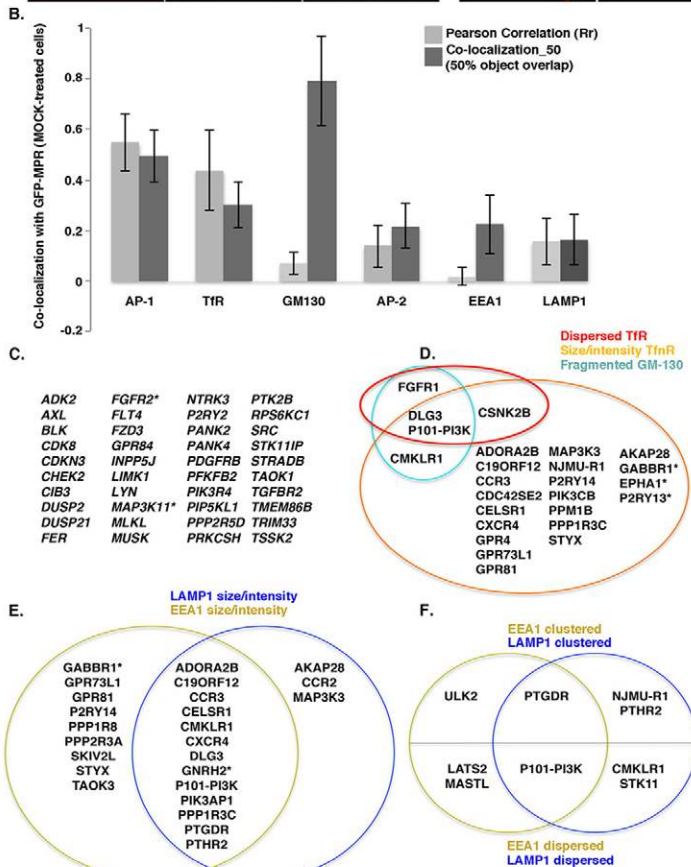 B.
Co-localization with GFP-MPR (MOCK-treated cells)
Pearson Correlation (Rr)
Co-localization_50
(50% object overlap)
1
0.8
0.6
0.4
0.2
0
-0.2
AP-1 TfR GM130 AP-2 EEA1 LAMP1
C.
ADK2 FGFR2* NTRK3 PTK2B
AXL FLT4 P2RY2 RPS6KC1
BLK FZD3 PANK2 SRC
CDK8 GPR84 PANK4 STK11IP
CDKN3 INPP5J PDGFRB STRADB
CHEK2 LIMK1 PFKFB2 TAOK1
CIB3 LYN PIK3R4 TGFBR2
DUSP2 MAP3K11* PIP5KL1 TMEM86B
DUSP21 MLKL PPP2R5D TRIM33
FER MUSK PRKCSH TSSK2
D.
Dispersed TfR
Size/intensity TfnR
Fragmented GM-130
FGFR1
DLG3
P101-PI3K
CSNK2B
CMKLR1
ADORA2B MAP3K3 AKAP28
C19ORF12 NJMU-R1 GABBR1*
CCR3 P2RY14 EPHA1*
CDC42SE2 PIK3CB P2RY13*
CELSR1 PPM1B
CXCR4 PPP1R3C
GPR4 STYX
GPR73L1
GPR81
E.
LAMP1 size/intensity
EEA1 size/intensity
GABBR1* ADORA2B AKAP28
GPR73L1 C19ORF12 CCR2
GPR81 CCR3 MAP3K3
P2RY14 CELSR1
PPP1R8 CMKLR1
PPP2R3A CXCR4
SKIV2L DLG3
STYX GNRH2*
TAOK3 P101-PI3K
PIK3AP1
PPP1R3C
PTGDR
PTHR2
F.
EEA1 clustered
LAMP1 clustered
ULK2 PTGDR NJMU-R1
PTHR2
LATS2 P101-PI3K CMKLR1
MASTL STK11
EEA1 dispersed
LAMP1 dispersed